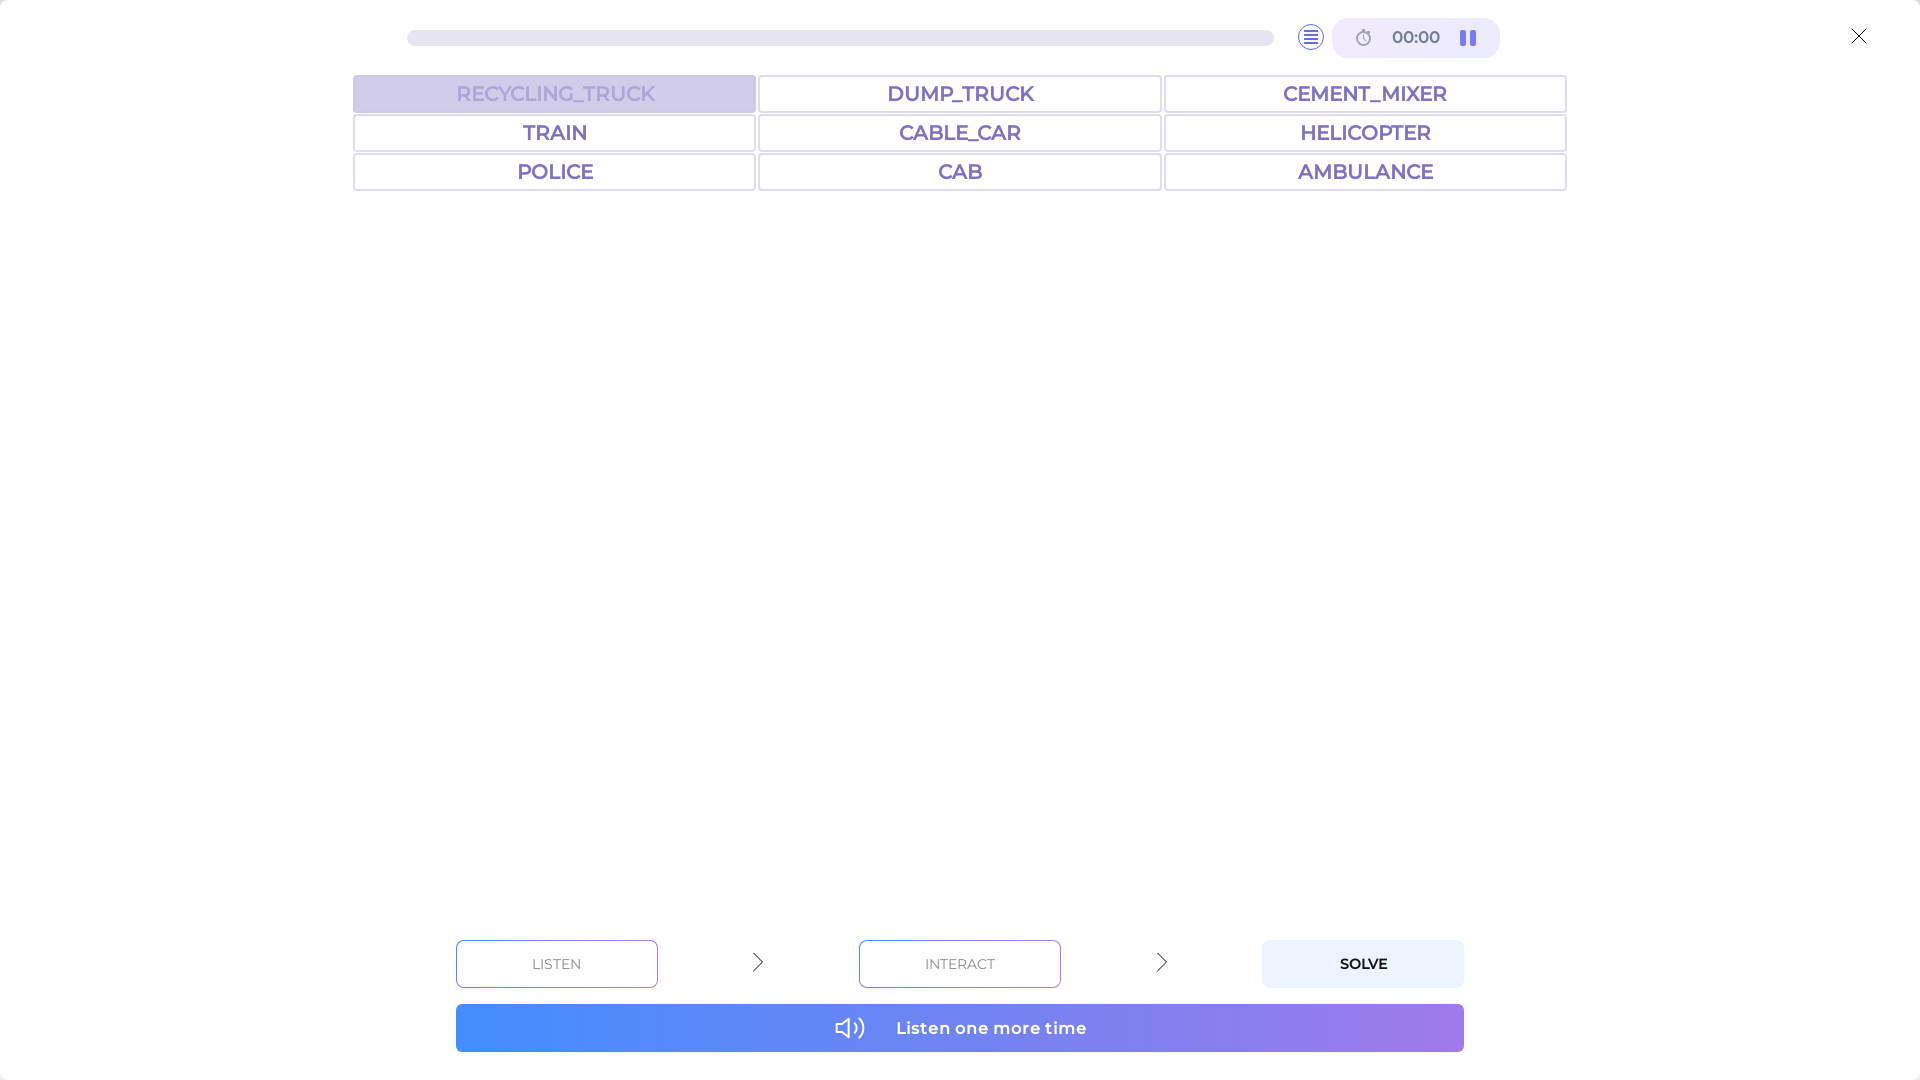 00:00
RECYCLING_TRUCK DUMP_TRUCK CEMENT_MIXER
TRAIN CABLE_CAR HELICOPTER
POLICE CAB AMBULANCE
LISTEN INTERACT SOLVE
Listen one more time